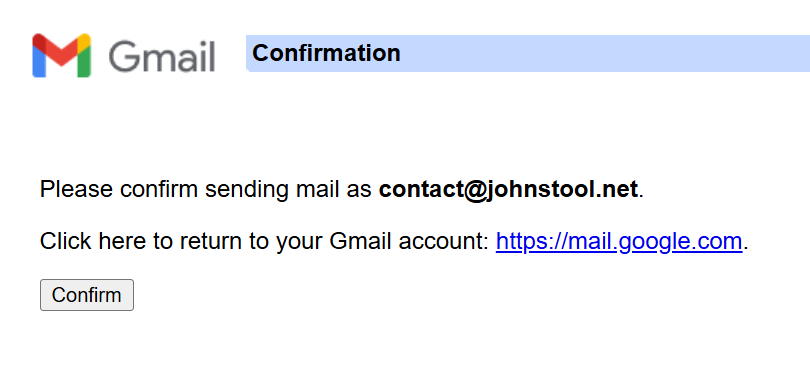 Gmail
Confirmation
Please confirm sending mail as contact@johnstool.net.
Click here to return to your Gmail account: https://mail.google.com.
Confirm